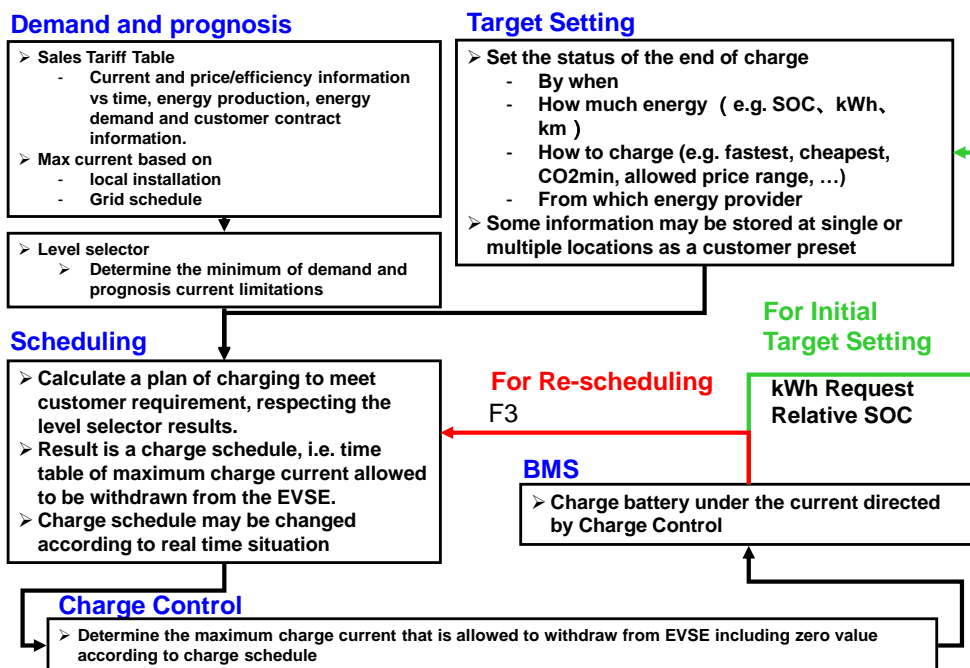 Demand and prognosis
➢ Sales Tariff Table
- Current and price/efficiency information
vs time, energy production, energy
demand and customer contract
information.
➢ Max current based on
- local installation
- Grid schedule
➢ Level selector
➢ Determine the minimum of demand and
prognosis current limitations
Target Setting
➢ Set the status of the end of charge
- By when
- How much energy ( e.g. SOC、kWh、
km )
- How to charge (e.g. fastest, cheapest,
CO2min, allowed price range, …)
- From which energy provider
➢ Some information may be stored at single or
multiple locations as a customer preset
Scheduling
➢ Calculate a plan of charging to meet
customer requirement, respecting the
level selector results.
➢ Result is a charge schedule, i.e. time
table of maximum charge current allowed
to be withdrawn from the EVSE.
➢ Charge schedule may be changed
according to real time situation
For Re-scheduling
F3
For Initial
Target Setting
kWh Request
Relative SOC
BMS
➢ Charge battery under the current directed
by Charge Control
Charge Control
➢ Determine the maximum charge current that is allowed to withdraw from EVSE including zero value
according to charge schedule